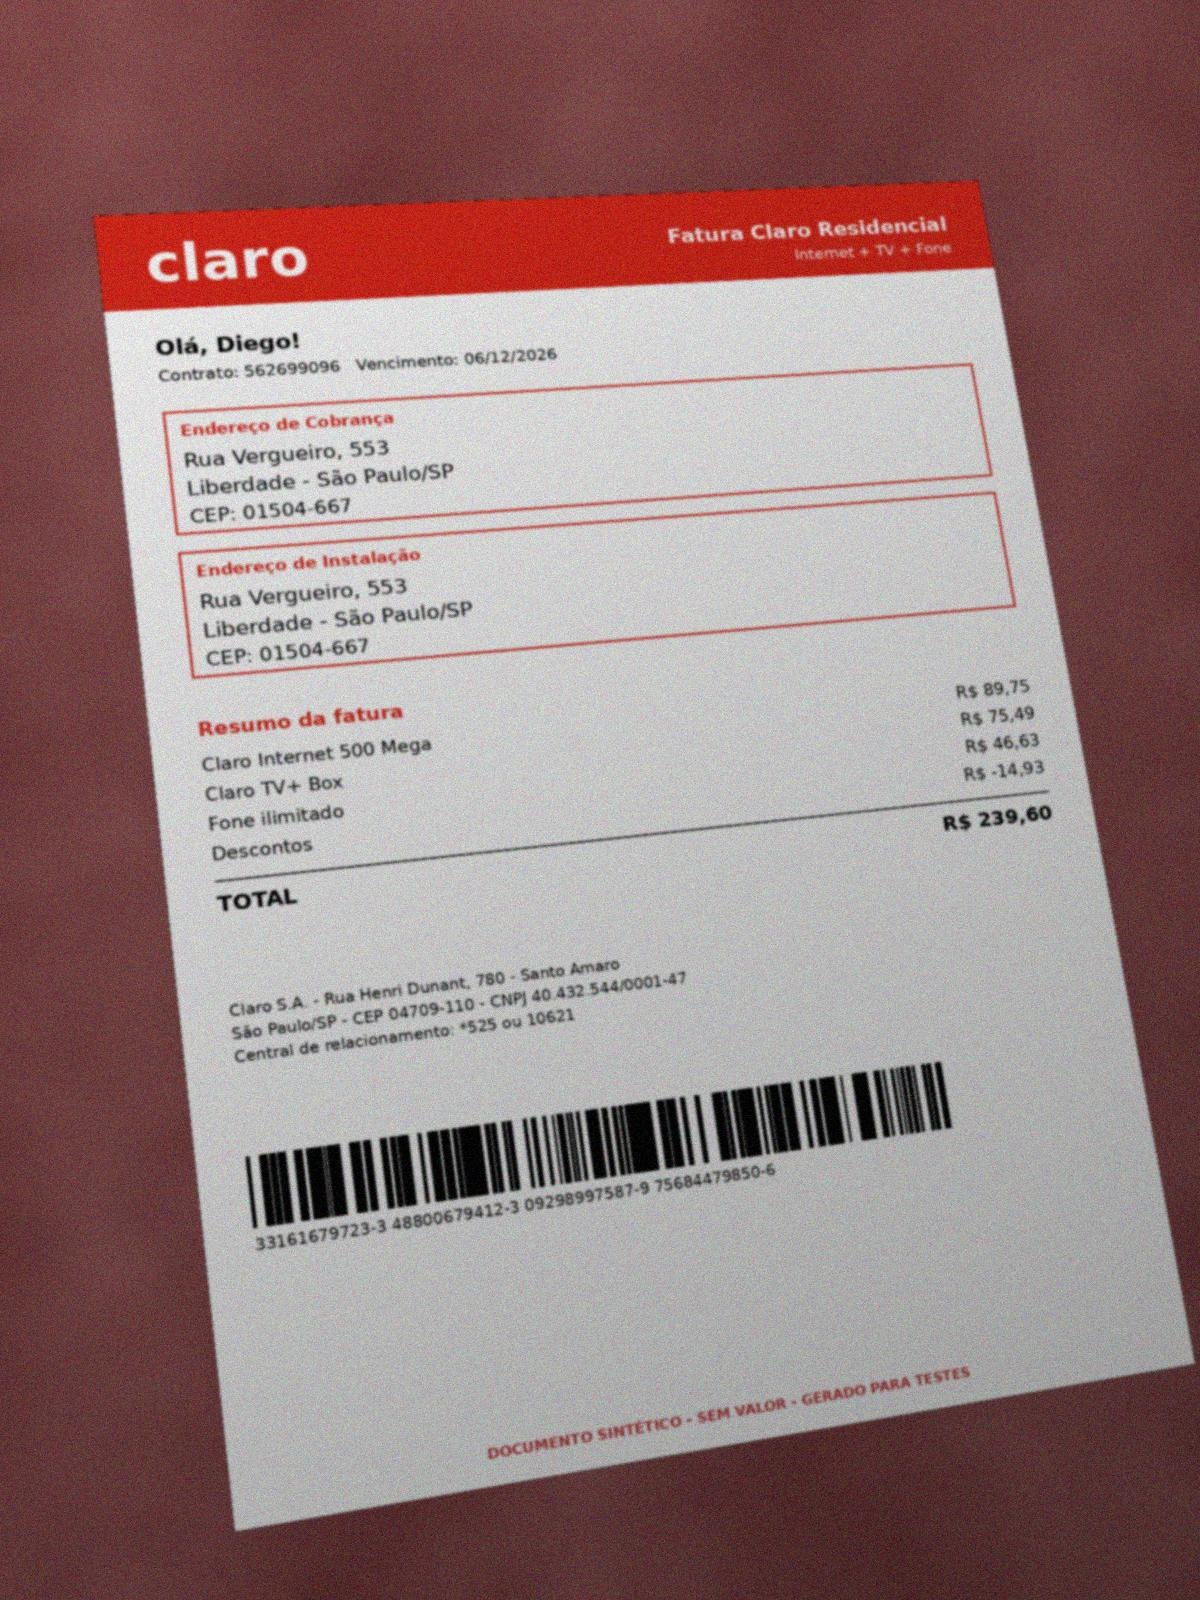 claro
Fatura Claro Residencial
Internet + TV + Fone
Olá, Diego!
Contrato: 562699096 Vencimento: 06/12/2026
Endereço de Cobrança
Rua Vergueiro, 553
Liberdade - São Paulo/SP
CEP: 01504-667
Endereço de Instalação
Rua Vergueiro, 553
Liberdade - São Paulo/SP
CEP: 01504-667
Resumo da fatura
Claro Internet 500 Mega R$ 89,75
Claro TV+ Box R$ 75,49
Fone ilimitado R$ 46,63
Descontos R$ -14,93
TOTAL R$ 239,60
Claro S.A. - Rua Henri Dunant, 780 - Santo Amaro
São Paulo/SP - CEP 04709-110 - CNPJ 40.432.544/0001-47
Central de relacionamento: *525 ou 10621
33161679723-3 48800679412-3 09298997587-9 75684479850-6
DOCUMENTO SINTÉTICO - SEM VALOR - GERADO PARA TESTES